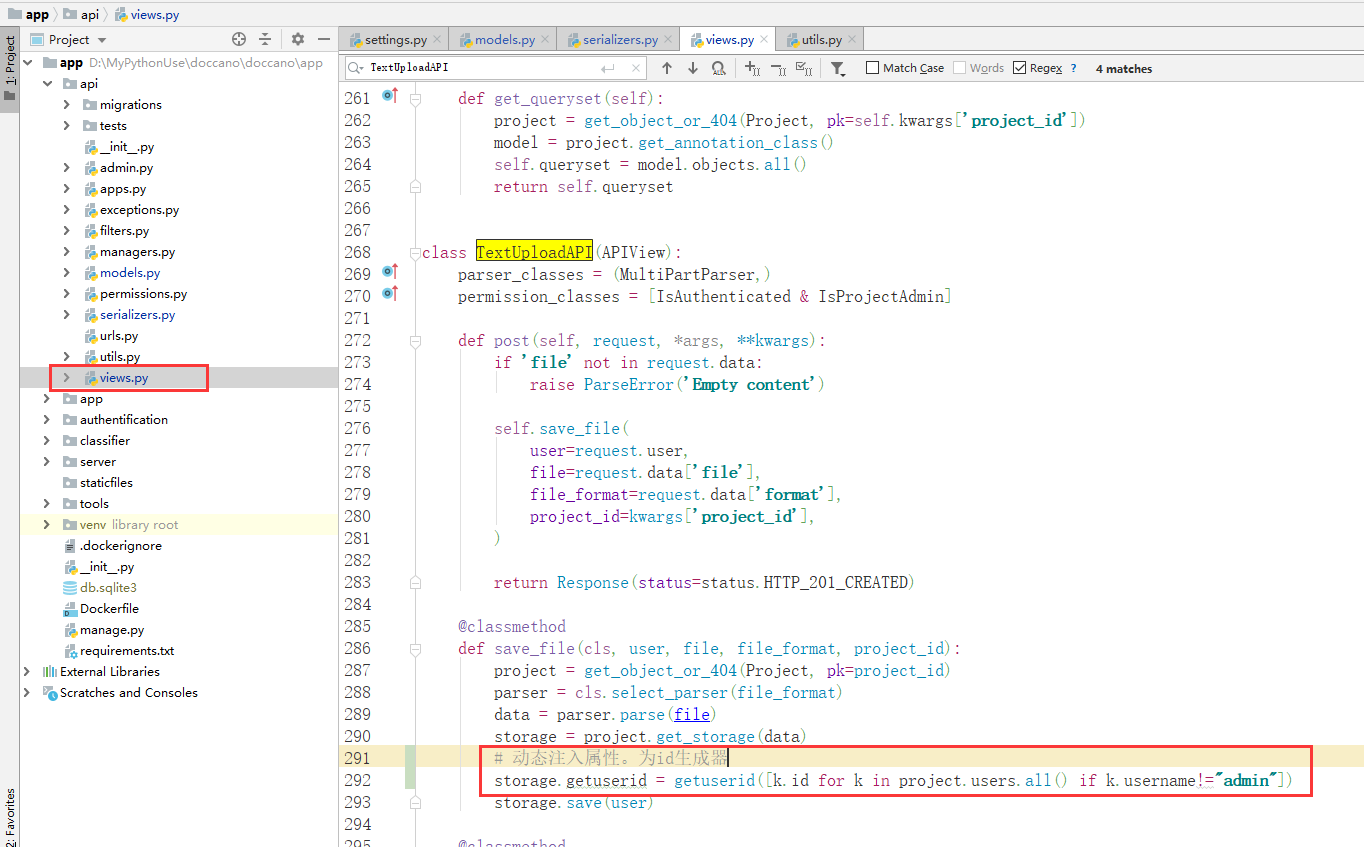 app api views.py
1: Project
2: Favorites
Project
app D:\MyPythonUse\doccano\doccano\app
api
migrations
tests
__init__.py
admin.py
apps.py
exceptions.py
filters.py
managers.py
models.py
permissions.py
serializers.py
urls.py
utils.py
views.py
app
authentification
classifier
server
staticfiles
tools
venv library root
.dockerignore
__init__.py
db.sqlite3
Dockerfile
manage.py
requirements.txt
External Libraries
Scratches and Consoles
settings.py models.py serializers.py views.py utils.py
TextUploadAPI Match Case Words Regex ? 4 matches
261 def get_queryset(self):
262 project = get_object_or_404(Project, pk=self.kwargs['project_id'])
263 model = project.get_annotation_class()
264 self.queryset = model.objects.all()
265 return self.queryset
266
267
268 class TextUploadAPI(APIView):
269 parser_classes = (MultiPartParser,)
270 permission_classes = [IsAuthenticated & IsProjectAdmin]
271
272 def post(self, request, *args, **kwargs):
273 if 'file' not in request.data:
274 raise ParseError('Empty content')
275
276 self.save_file(
277 user=request.user,
278 file=request.data['file'],
279 file_format=request.data['format'],
280 project_id=kwargs['project_id'],
281 )
282
283 return Response(status=status.HTTP_201_CREATED)
284
285 @classmethod
286 def save_file(cls, user, file, file_format, project_id):
287 project = get_object_or_404(Project, pk=project_id)
288 parser = cls.select_parser(file_format)
289 data = parser.parse(file)
290 storage = project.get_storage(data)
291 # 动态注入属性。为id生成器
292 storage.getuserid = getuserid([k.id for k in project.users.all() if k.username!="admin"])
293 storage.save(user)
294
295 @classmethod